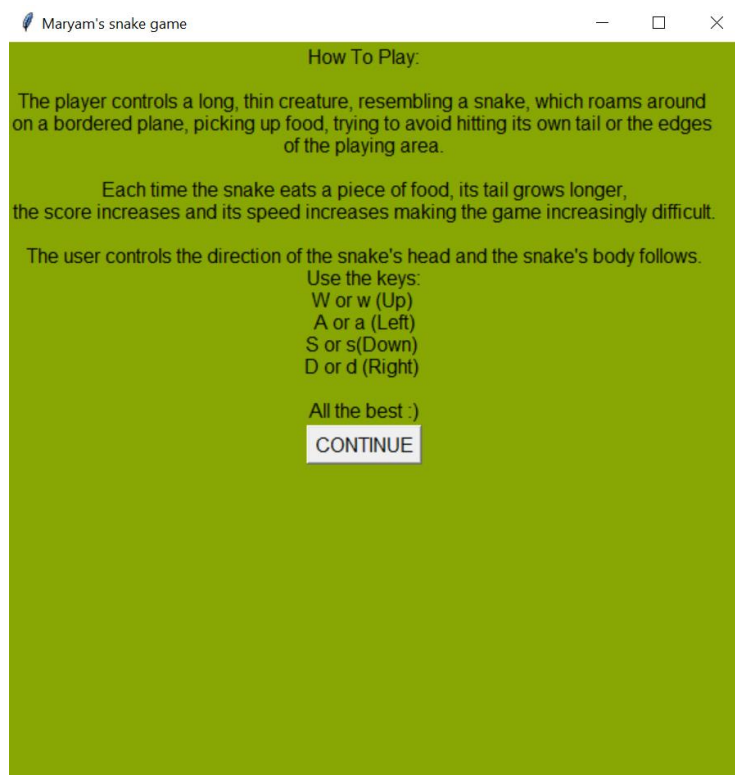 Maryam's snake game
How To Play:
The player controls a long, thin creature, resembling a snake, which roams around
on a bordered plane, picking up food, trying to avoid hitting its own tail or the edges
of the playing area.
Each time the snake eats a piece of food, its tail grows longer,
the score increases and its speed increases making the game increasingly difficult.
The user controls the direction of the snake's head and the snake's body follows.
Use the keys:
W or w (Up)
A or a (Left)
S or s(Down)
D or d (Right)
All the best :)
CONTINUE